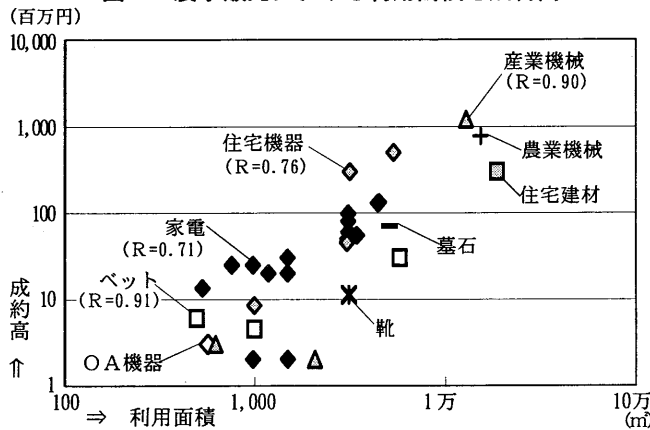 (百万円)
10,000
1,000
100
10
1
成約高 ⇒
産業機械
(R=0.90)
農業機械
住宅建材
住宅機器
(R=0.76)
家電
(R=0.71)
墓石
ベット
(R=0.91)
靴
OA機器
100
1,000
1万
10万
⇒ 利用面積
(㎡)